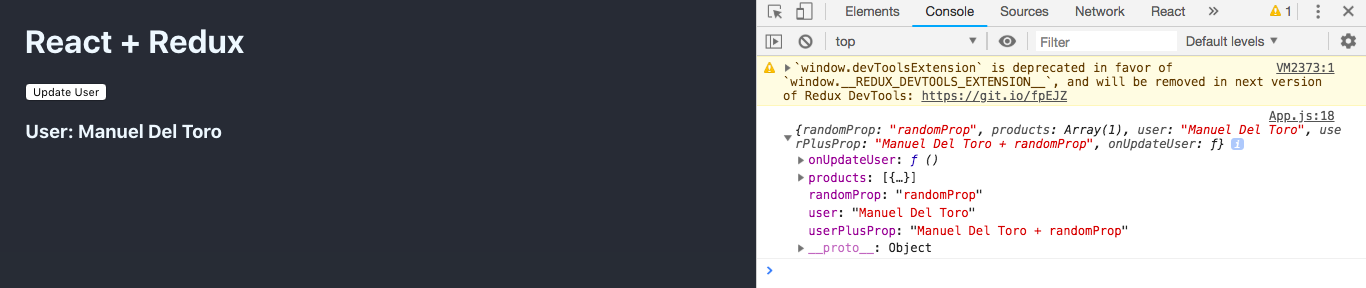 React + Redux
Update User
User: Manuel Del Toro
Elements Console Sources Network React » 1
top Filter Default levels ▼
▶`window.devToolsExtension` is deprecated in favor of VM2373:1
`window.__REDUX_DEVTOOLS_EXTENSION__`, and will be removed in next version
of Redux DevTools: https://git.io/fpEJZ
App.js:18
{randomProp: "randomProp", products: Array(1), user: "Manuel Del Toro", use
rPlusProp: "Manuel Del Toro + randomProp", onUpdateUser: ƒ} i
▶ onUpdateUser: ƒ ()
▶ products: [{…}]
randomProp: "randomProp"
user: "Manuel Del Toro"
userPlusProp: "Manuel Del Toro + randomProp"
▶ __proto__: Object